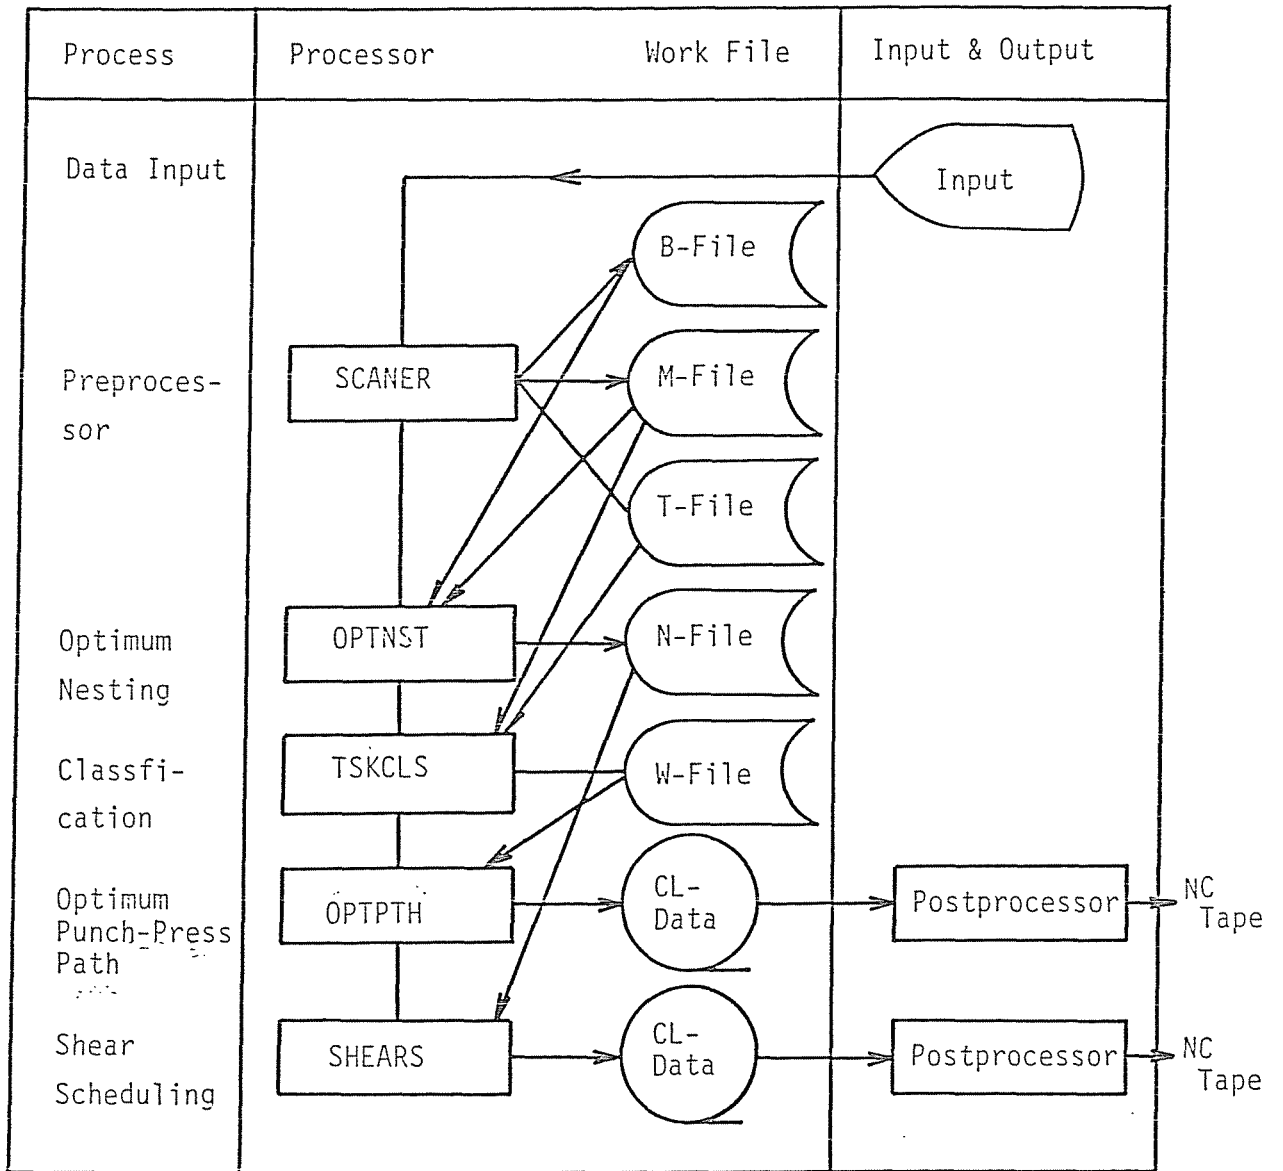 Process
Processor
Work File
Input & Output
Data Input
Input
B-File
Preproces-
sor
SCANER
M-File
T-File
Optimum
Nesting
OPTNST
N-File
Classfi-
cation
TSKCLS
W-File
Optimum
Punch-Press
Path
OPTPTH
CL-
Data
Postprocessor
NC
Tape
Shear
Scheduling
SHEARS
CL-
Data
Postprocessor
NC
Tape